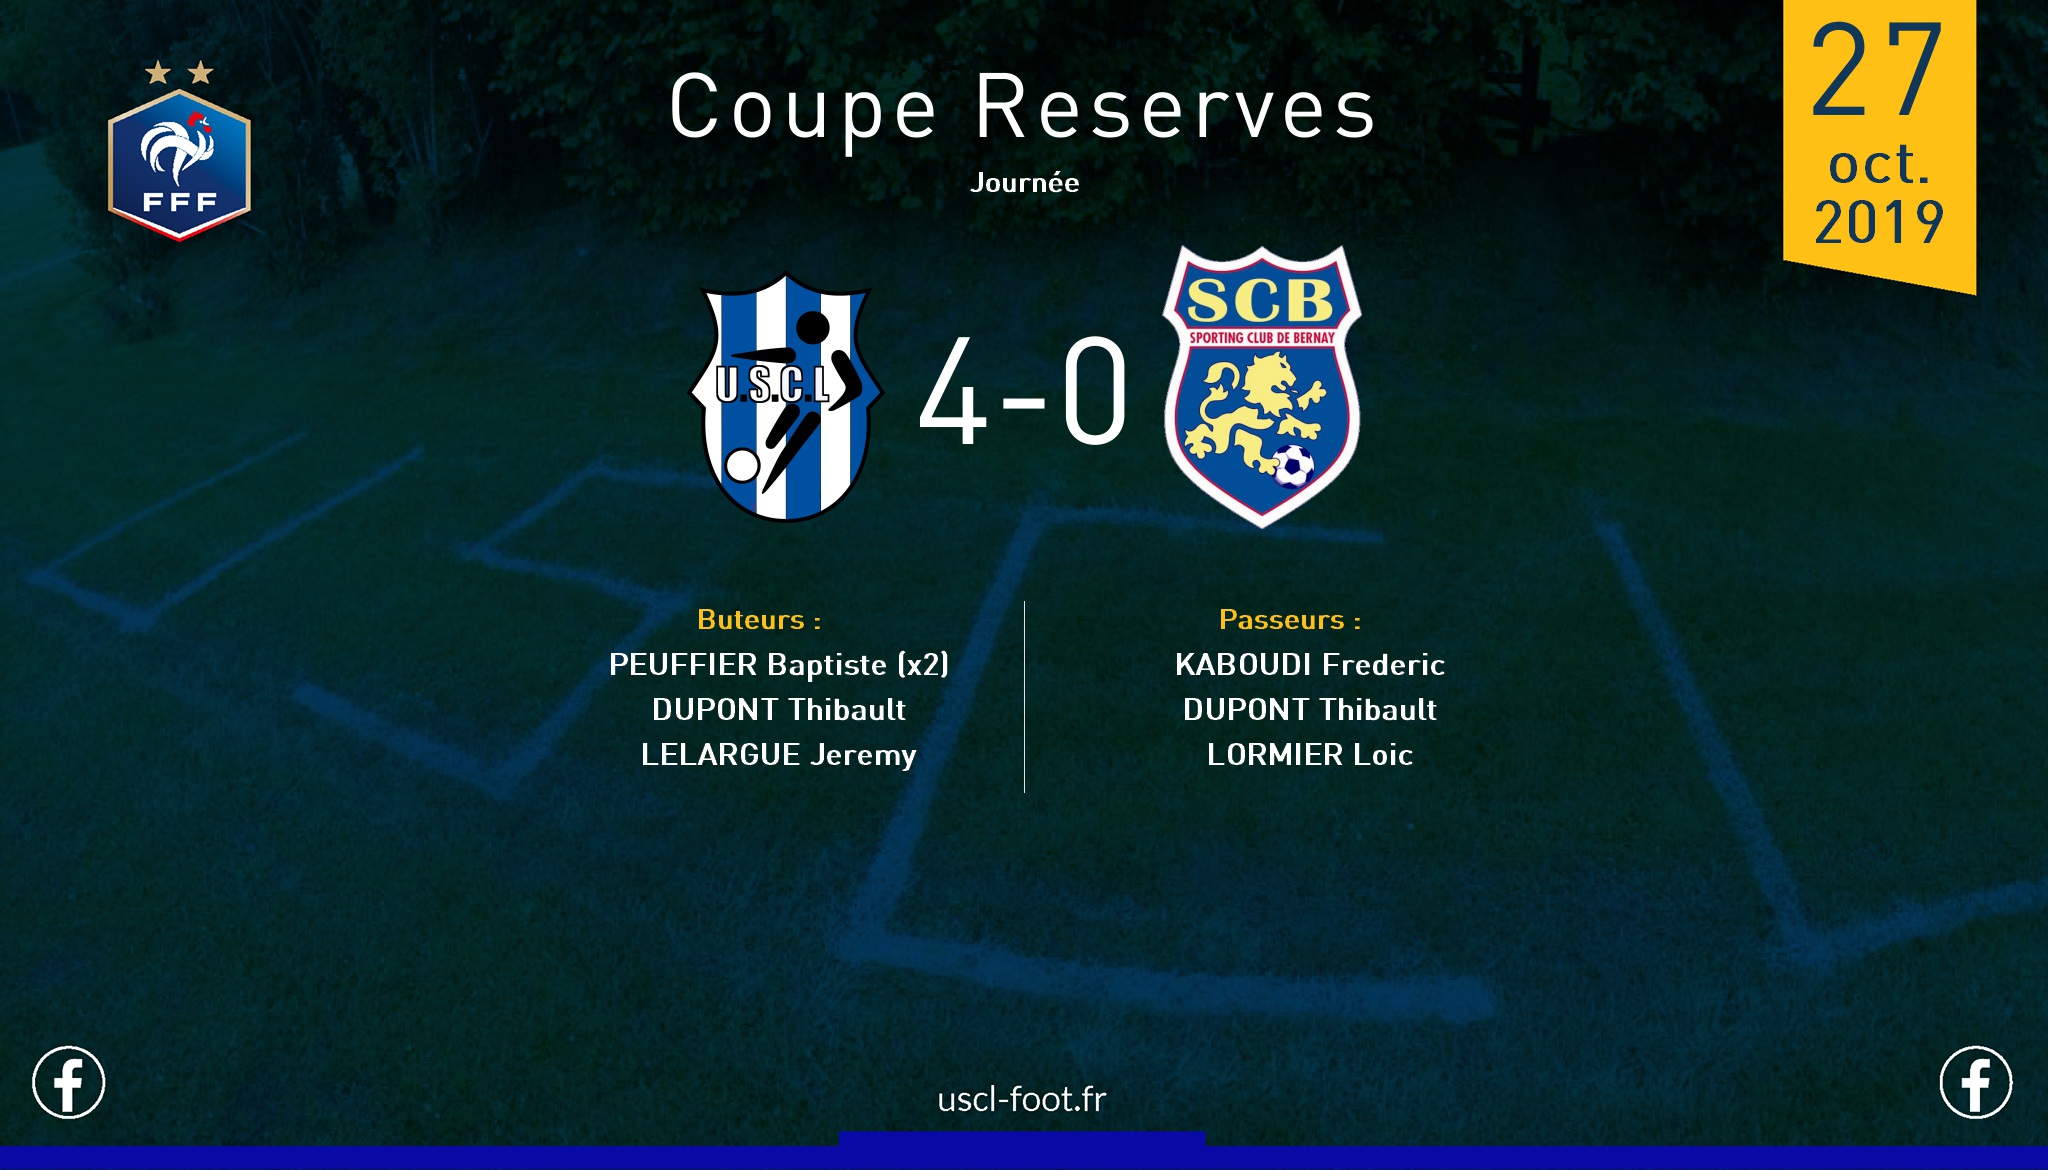 27
oct.
2019
FFF
Coupe Reserves
Journée
U.S.C.L
4-0
SCB
SPORTING CLUB DE BERNAY
Buteurs :
PEUFFIER Baptiste (x2)
DUPONT Thibault
LELARGUE Jeremy
Passeurs :
KABOUDI Frederic
DUPONT Thibault
LORMIER Loic
USCL
uscl-foot.fr